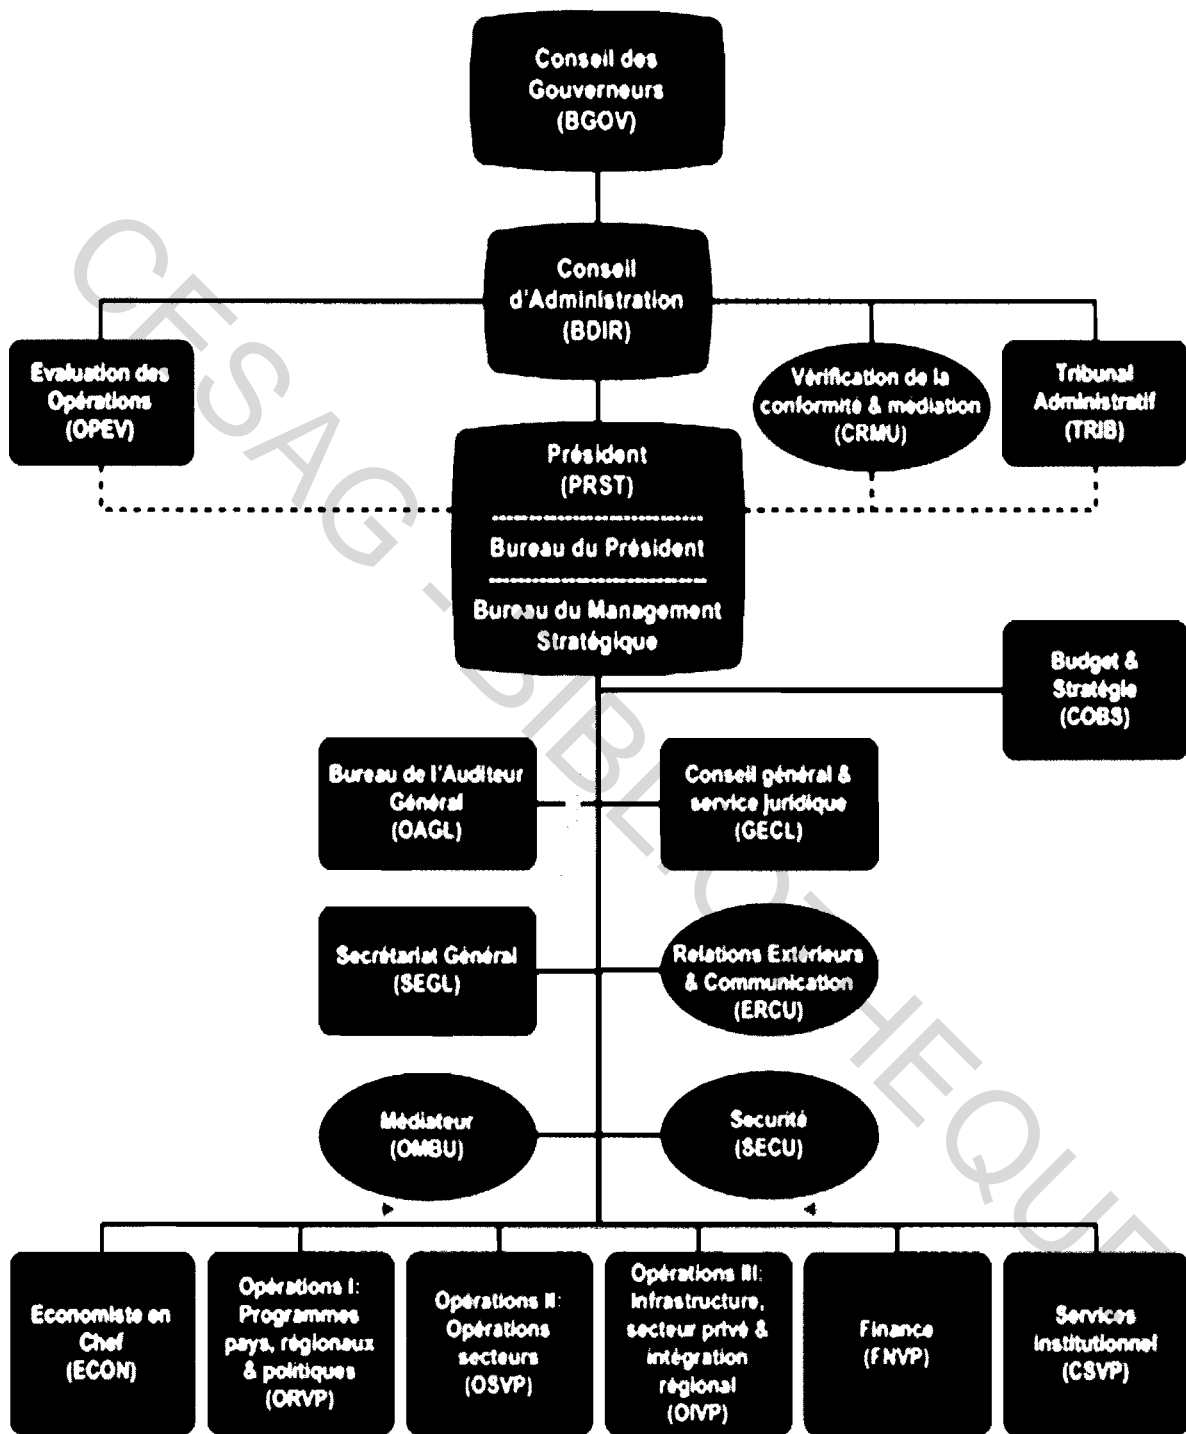 Conseil des
Gouverneurs
(BGOV)
Conseil
d'Administration
(BDIR)
Evaluation des
Opérations
(OPEV)
Vérification de la
conformité & médiation
(CRMU)
Tribunal
Administratif
(TRIB)
Président
(PRST)
Bureau du Président
Bureau du Management
Stratégique
Budget &
Stratégie
(COBS)
Bureau de l'Auditeur
Général
(OAGL)
Conseil général &
service juridique
(GECL)
Secrétariat Général
(SEGL)
Relations Extérieurs
& Communication
(ERCU)
Médiateur
(OMBU)
Securité
(SECU)
Economiste en
Chef
(ECON)
Opérations I:
Programmes
pays, régionaux
& politiques
(ORVP)
Opérations II:
Opérations
secteurs
(OSVP)
Opérations III:
Infrastructure,
secteur privé &
intégration
régional
(OIVP)
Finance
(FNVP)
Services
institutionnel
(CSVP)
CESAG - BIBLIOTHEQUE